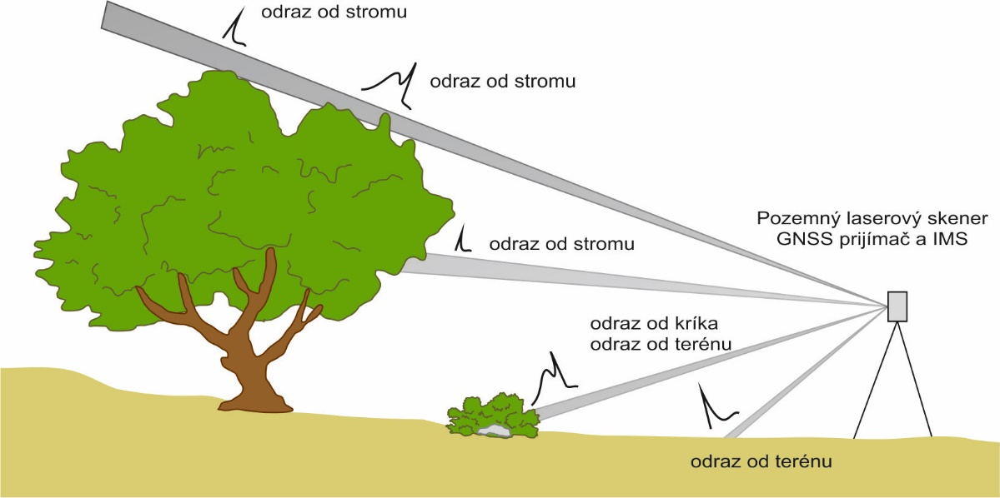 odraz od stromu
odraz od stromu
Pozemný laserový skener
GNSS prijímač a IMS
odraz od stromu
odraz od kríka
odraz od terénu
odraz od terénu